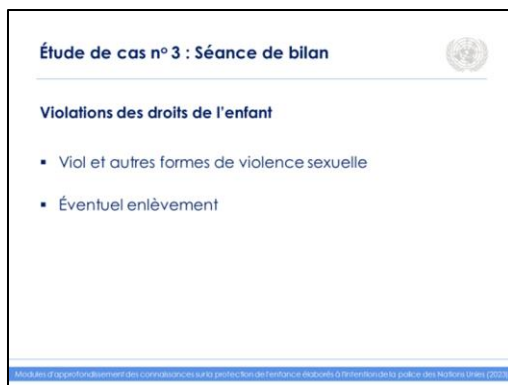 Étude de cas nº 3 : Séance de bilan
Violations des droits de l'enfant
▪ Viol et autres formes de violence sexuelle
▪ Éventuel enlèvement
Modules d'approfondissement des connaissances sur la protection de l'enfance élaborés à l'intention de la police des Nations Unies (2023)